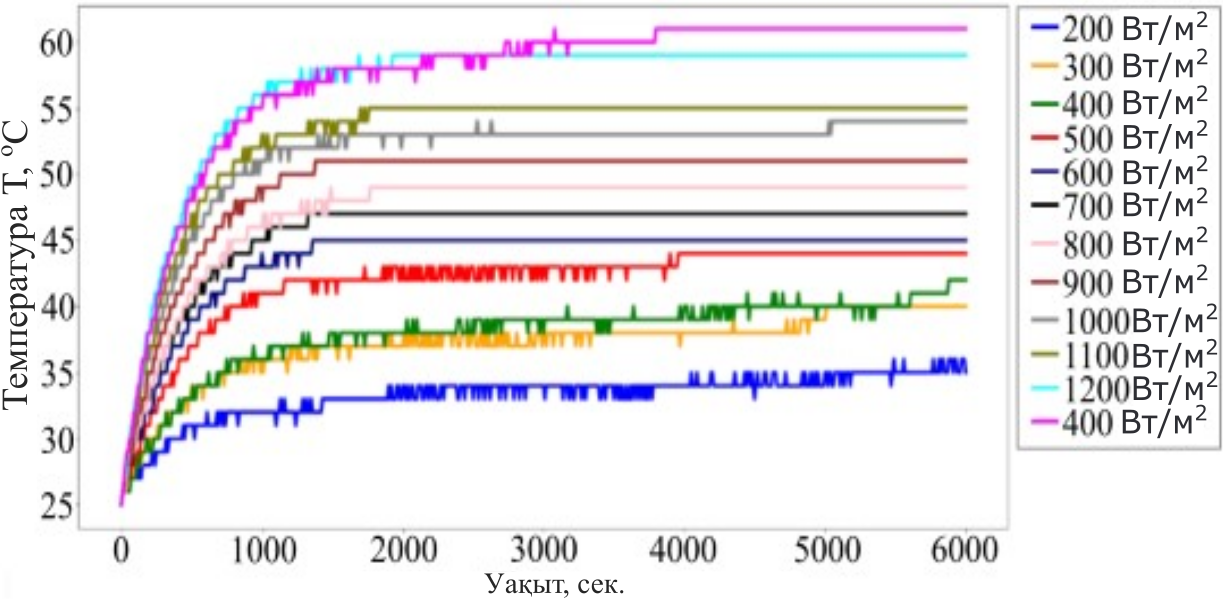 Температура Т, ºС
60
55
50
45
40
35
30
25
0 1000 2000 3000 4000 5000 6000
Уақыт, сек.
200 Вт/м²
300 Вт/м²
400 Вт/м²
500 Вт/м²
600 Вт/м²
700 Вт/м²
800 Вт/м²
900 Вт/м²
1000Вт/м²
1100Вт/м²
1200Вт/м²
400 Вт/м²